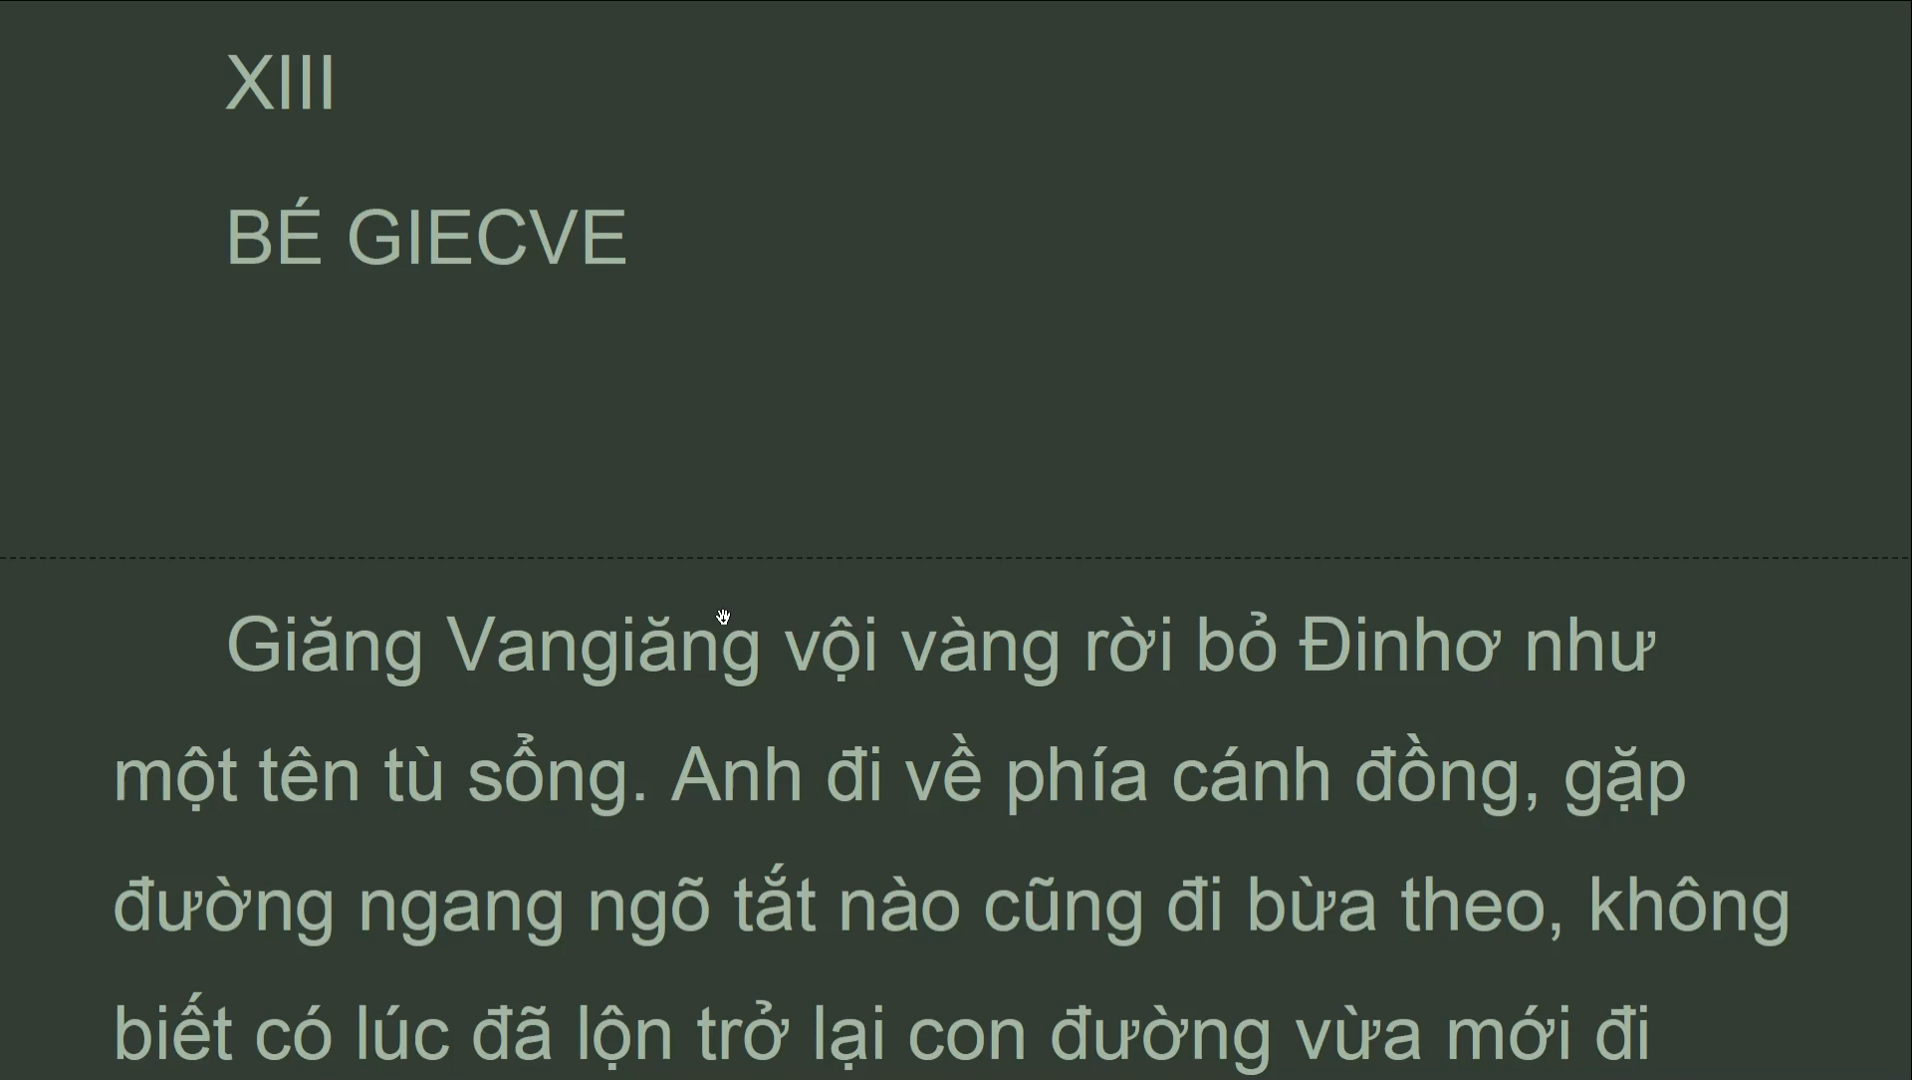 XIII
BÉ GIECVE
Giăng Vangiăng vội vàng rời bỏ Đinhơ như
một tên tù sổng. Anh đi về phía cánh đồng, gặp
đường ngang ngõ tắt nào cũng đi bừa theo, không
biết có lúc đã lộn trở lại con đường vừa mới đi